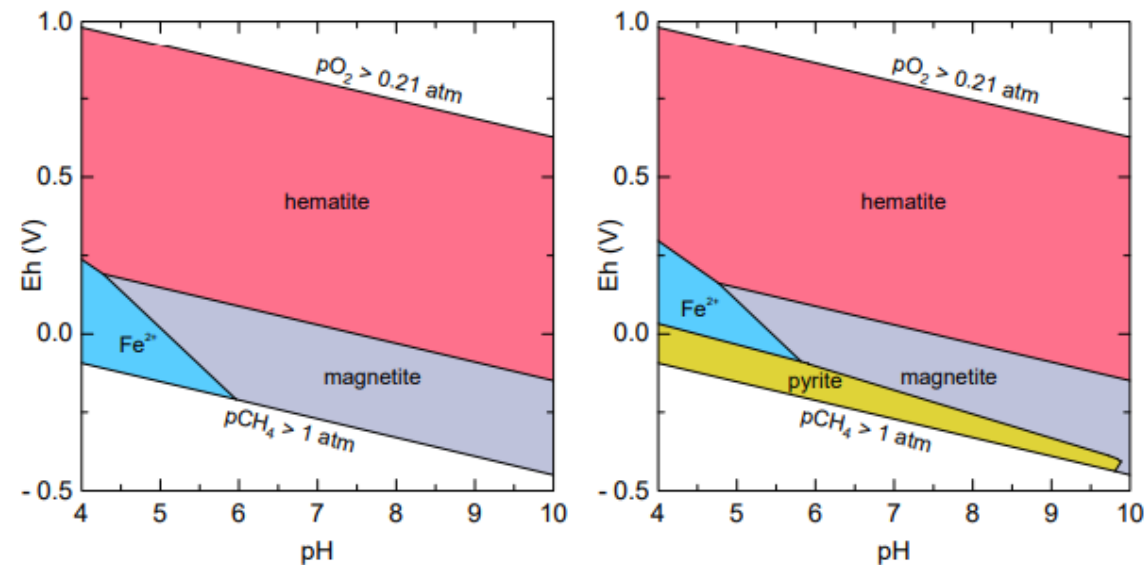 1.0
0.5
0.0
- 0.5
Eh (V)
pO₂ > 0.21 atm
hematite
Fe²⁺
magnetite
pCH₄ > 1 atm
4 5 6 7 8 9 10
pH
1.0
0.5
0.0
- 0.5
Eh (V)
pO₂ > 0.21 atm
hematite
Fe²⁺
pyrite
magnetite
pCH₄ > 1 atm
4 5 6 7 8 9 10
pH